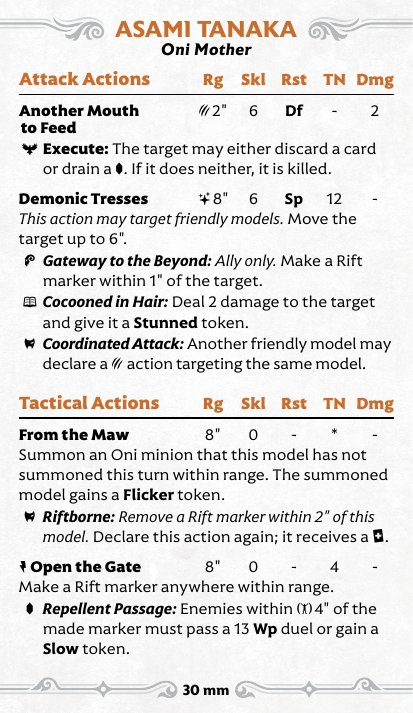 ASAMI TANAKA
Oni Mother
Attack Actions Rg Skl Rst TN Dmg
Another Mouth 2" 6 Df - 2
to Feed
Execute: The target may either discard a card
or drain a . If it does neither, it is killed.
Demonic Tresses 8" 6 Sp 12 -
This action may target friendly models. Move the
target up to 6".
Gateway to the Beyond: Ally only. Make a Rift
marker within 1" of the target.
Cocooned in Hair: Deal 2 damage to the target
and give it a Stunned token.
Coordinated Attack: Another friendly model may
declare a action targeting the same model.
Tactical Actions Rg Skl Rst TN Dmg
From the Maw 8" 0 - * -
Summon an Oni minion that this model has not
summoned this turn within range. The summoned
model gains a Flicker token.
Riftborne: Remove a Rift marker within 2" of this
model. Declare this action again; it receives a .
Open the Gate 8" 0 - 4 -
Make a Rift marker anywhere within range.
Repellent Passage: Enemies within 4" of the
made marker must pass a 13 Wp duel or gain a
Slow token.
30 mm